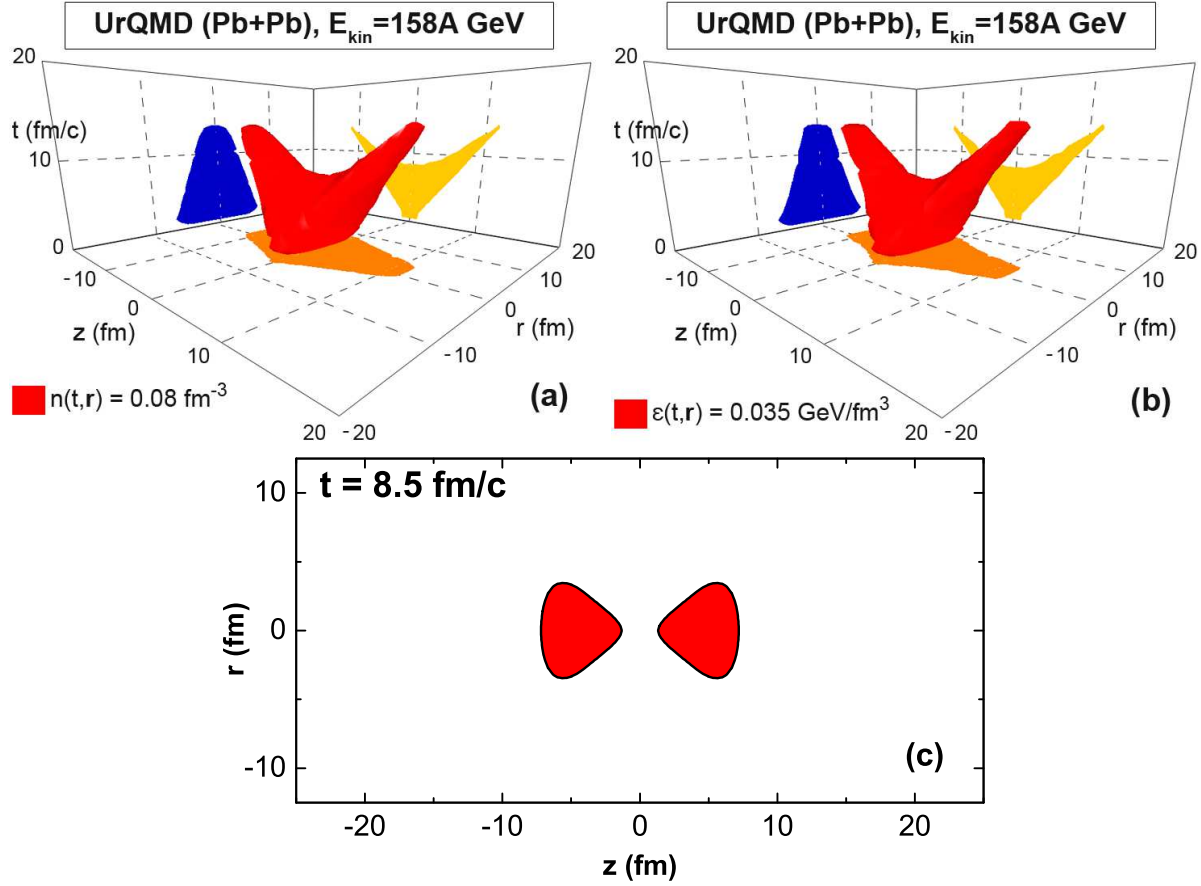 UrQMD (Pb+Pb), E_kin=158A GeV
20
t (fm/c)
10
0
-10
0
z (fm)
10
20
-20
-10
r (fm)
0
10
20
n(t,r) = 0.08 fm^-3
(a)
UrQMD (Pb+Pb), E_kin=158A GeV
20
t (fm/c)
10
0
-10
0
z (fm)
10
20
-20
-10
r (fm)
0
10
20
ε(t,r) = 0.035 GeV/fm^3
(b)
t = 8.5 fm/c
10
0
-10
r (fm)
(c)
-20
-10
0
10
20
z (fm)